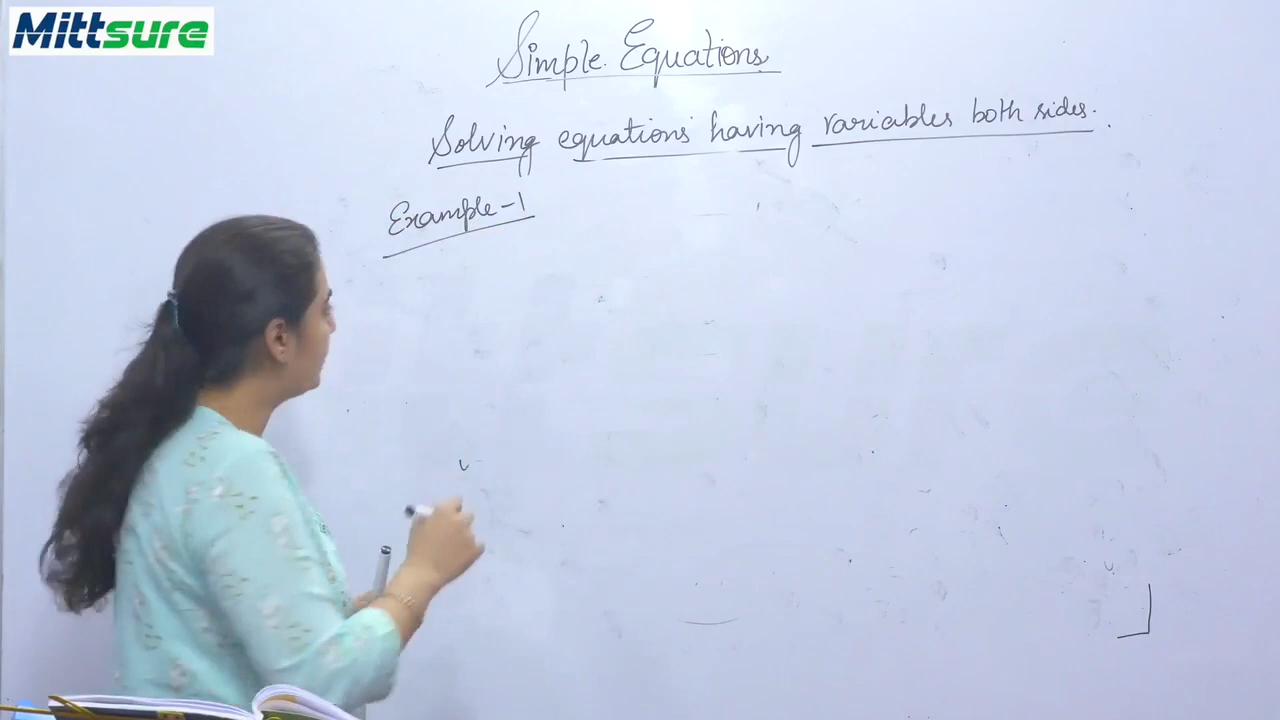 Mittsure
Simple Equations
Solving equations having variables both sides.
Example-1